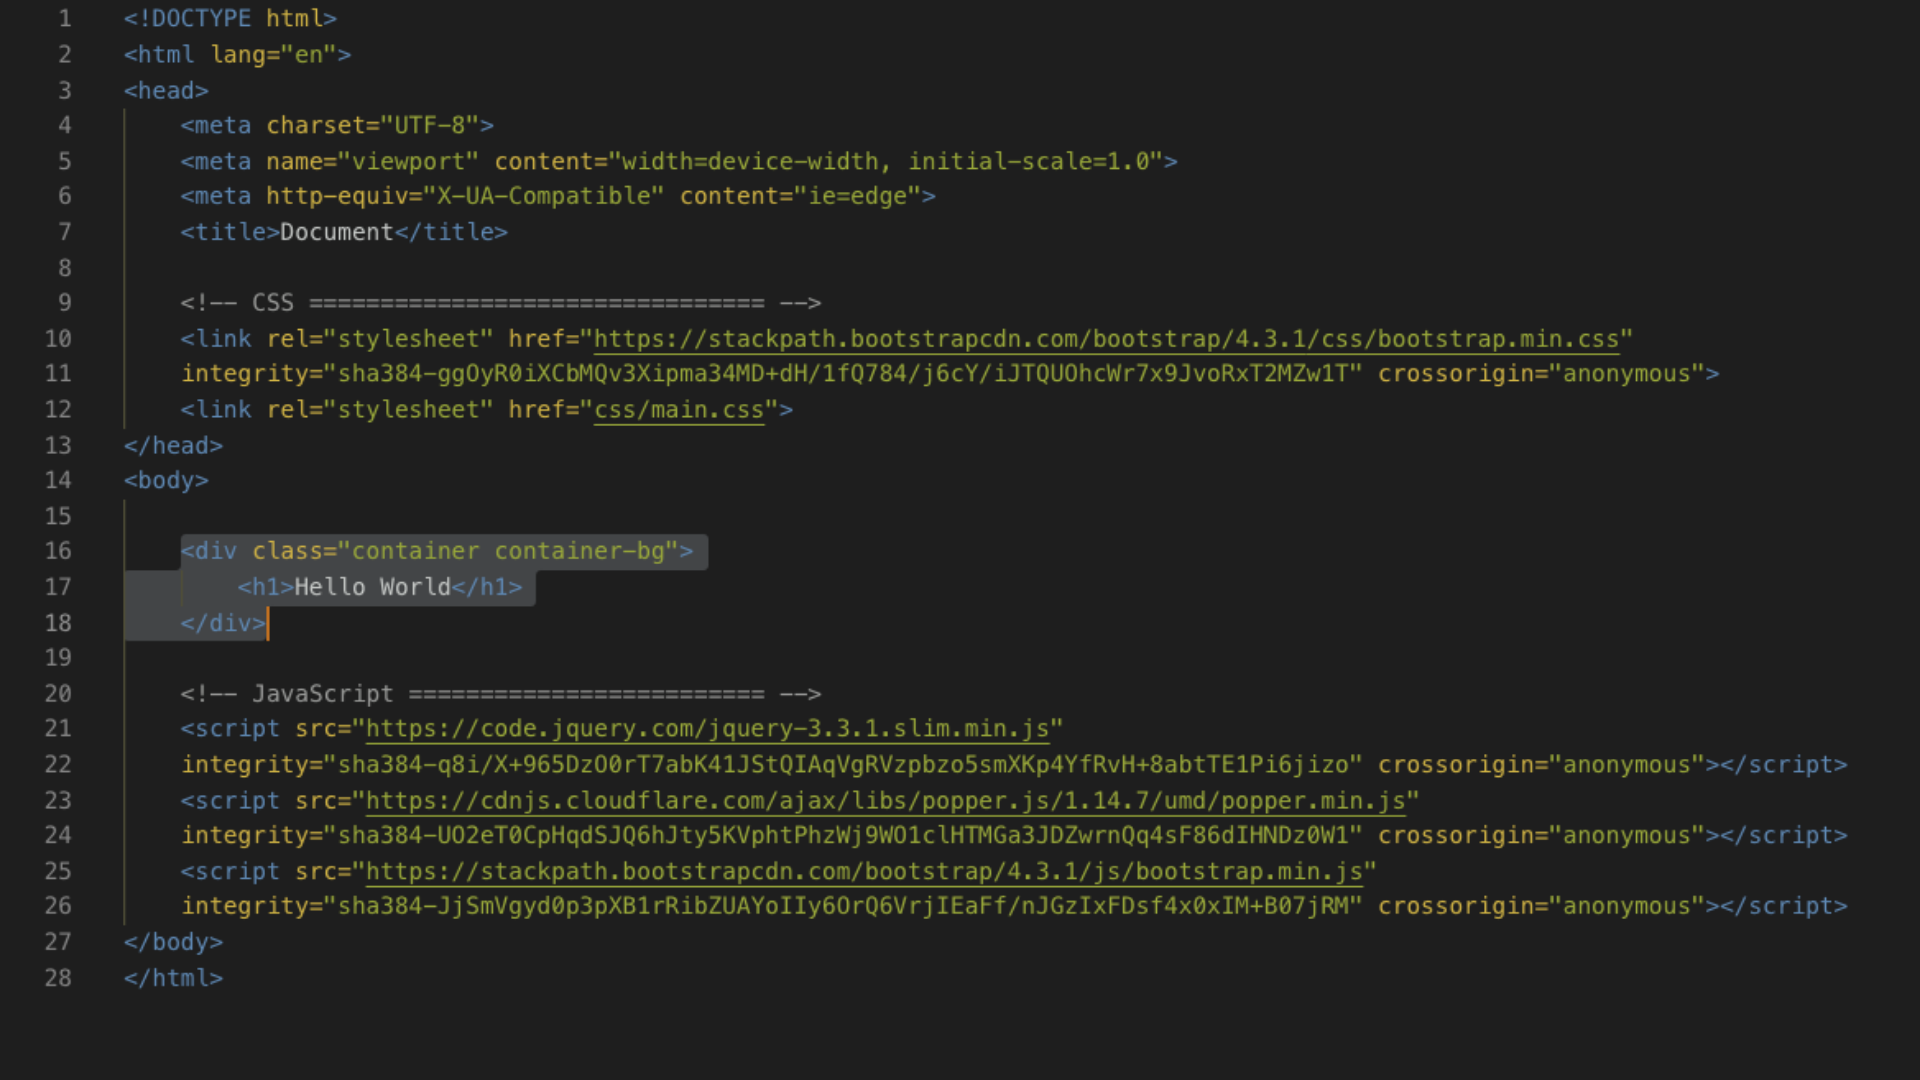 1 <!DOCTYPE html>
2 <html lang="en">
3 <head>
4     <meta charset="UTF-8">
5     <meta name="viewport" content="width=device-width, initial-scale=1.0">
6     <meta http-equiv="X-UA-Compatible" content="ie=edge">
7     <title>Document</title>
8
9     <!-- CSS ================================ -->
10     <link rel="stylesheet" href="https://stackpath.bootstrapcdn.com/bootstrap/4.3.1/css/bootstrap.min.css"
11     integrity="sha384-ggOyR0iXCbMQv3Xipma34MD+dH/1fQ784/j6cY/iJTQUOhcWr7x9JvoRxT2MZw1T" crossorigin="anonymous">
12     <link rel="stylesheet" href="css/main.css">
13 </head>
14 <body>
15
16     <div class="container container-bg">
17         <h1>Hello World</h1>
18     </div>
19
20     <!-- JavaScript ========================= -->
21     <script src="https://code.jquery.com/jquery-3.3.1.slim.min.js"
22     integrity="sha384-q8i/X+965DzO0rT7abK41JStQIAqVgRVzpbzo5smXKp4YfRvH+8abtTE1Pi6jizo" crossorigin="anonymous"></script>
23     <script src="https://cdnjs.cloudflare.com/ajax/libs/popper.js/1.14.7/umd/popper.min.js"
24     integrity="sha384-UO2eT0CpHqdSJQ6hJty5KVphtPhzWj9WO1clHTMGa3JDZwrnQq4sF86dIHNDz0W1" crossorigin="anonymous"></script>
25     <script src="https://stackpath.bootstrapcdn.com/bootstrap/4.3.1/js/bootstrap.min.js"
26     integrity="sha384-JjSmVgyd0p3pXB1rRibZUAYoIIy6OrQ6VrjIEaFf/nJGzIxFDsf4x0xIM+B07jRM" crossorigin="anonymous"></script>
27 </body>
28 </html>